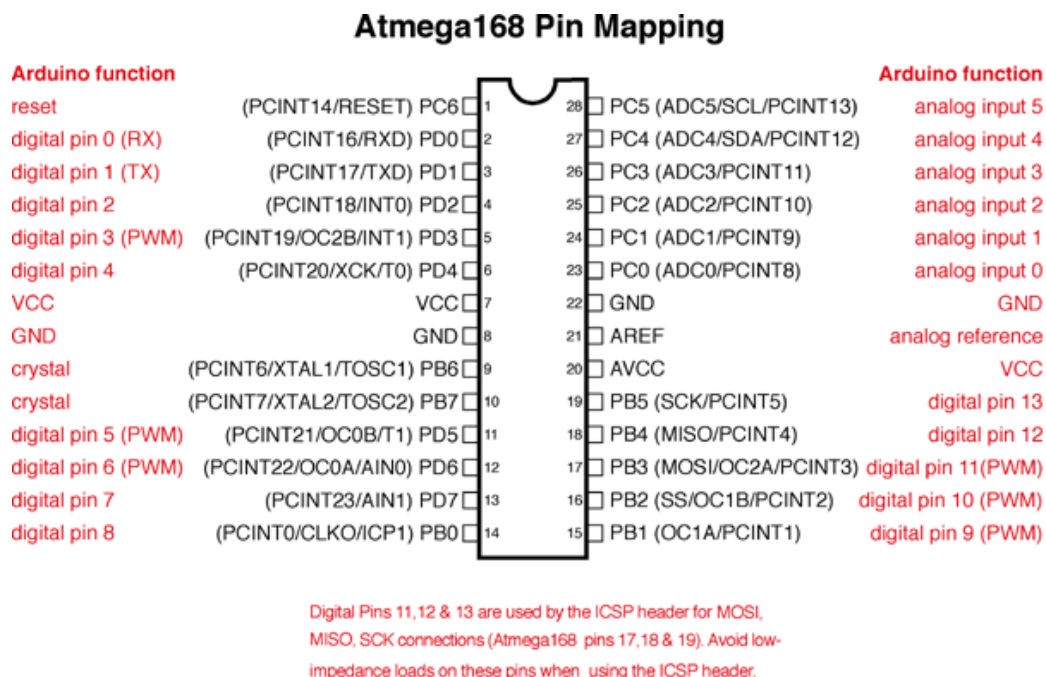 Atmega168 Pin Mapping
Arduino function Arduino function
reset (PCINT14/RESET) PC6 1 28 PC5 (ADC5/SCL/PCINT13) analog input 5
digital pin 0 (RX) (PCINT16/RXD) PD0 2 27 PC4 (ADC4/SDA/PCINT12) analog input 4
digital pin 1 (TX) (PCINT17/TXD) PD1 3 26 PC3 (ADC3/PCINT11) analog input 3
digital pin 2 (PCINT18/INT0) PD2 4 25 PC2 (ADC2/PCINT10) analog input 2
digital pin 3 (PWM) (PCINT19/OC2B/INT1) PD3 5 24 PC1 (ADC1/PCINT9) analog input 1
digital pin 4 (PCINT20/XCK/T0) PD4 6 23 PC0 (ADC0/PCINT8) analog input 0
VCC VCC 7 22 GND GND
GND GND 8 21 AREF analog reference
crystal (PCINT6/XTAL1/TOSC1) PB6 9 20 AVCC VCC
crystal (PCINT7/XTAL2/TOSC2) PB7 10 19 PB5 (SCK/PCINT5) digital pin 13
digital pin 5 (PWM) (PCINT21/OC0B/T1) PD5 11 18 PB4 (MISO/PCINT4) digital pin 12
digital pin 6 (PWM) (PCINT22/OC0A/AIN0) PD6 12 17 PB3 (MOSI/OC2A/PCINT3) digital pin 11(PWM)
digital pin 7 (PCINT23/AIN1) PD7 13 16 PB2 (SS/OC1B/PCINT2) digital pin 10 (PWM)
digital pin 8 (PCINT0/CLKO/ICP1) PB0 14 15 PB1 (OC1A/PCINT1) digital pin 9 (PWM)
Digital Pins 11,12 & 13 are used by the ICSP header for MOSI,
MISO, SCK connections (Atmega168 pins 17,18 & 19). Avoid low-
impedance loads on these pins when using the ICSP header.